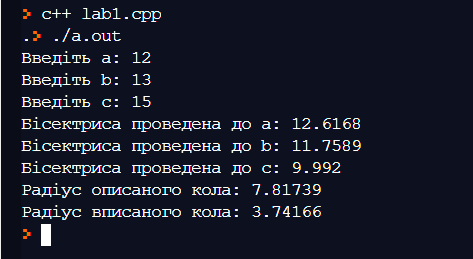 > c++ lab1.cpp
.> ./a.out
Введіть a: 12
Введіть b: 13
Введіть c: 15
Бісектриса проведена до a: 12.6168
Бісектриса проведена до b: 11.7589
Бісектриса проведена до c: 9.992
Радіус описаного кола: 7.81739
Радіус вписаного кола: 3.74166
>